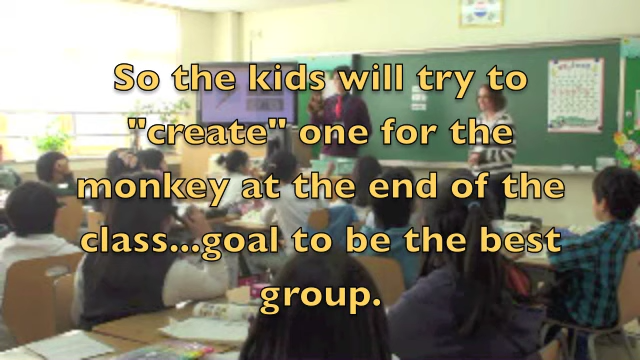 So the kids will try to
"create" one for the
monkey at the end of the
class...goal to be the best
group.